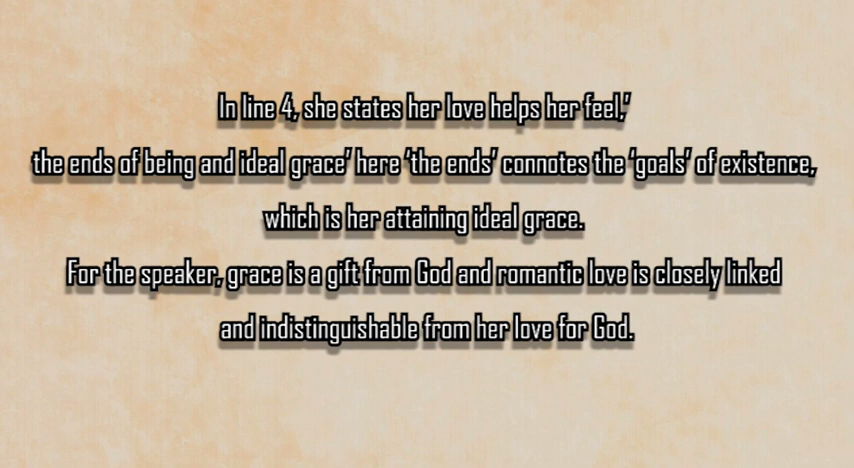 In line 4, she states her love helps her feel,’
the ends of being and ideal grace’ here ‘the ends’ connotes the ‘goals’ of existence,
which is her attaining ideal grace.
For the speaker, grace is a gift from God and romantic love is closely linked
and indistinguishable from her love for God.